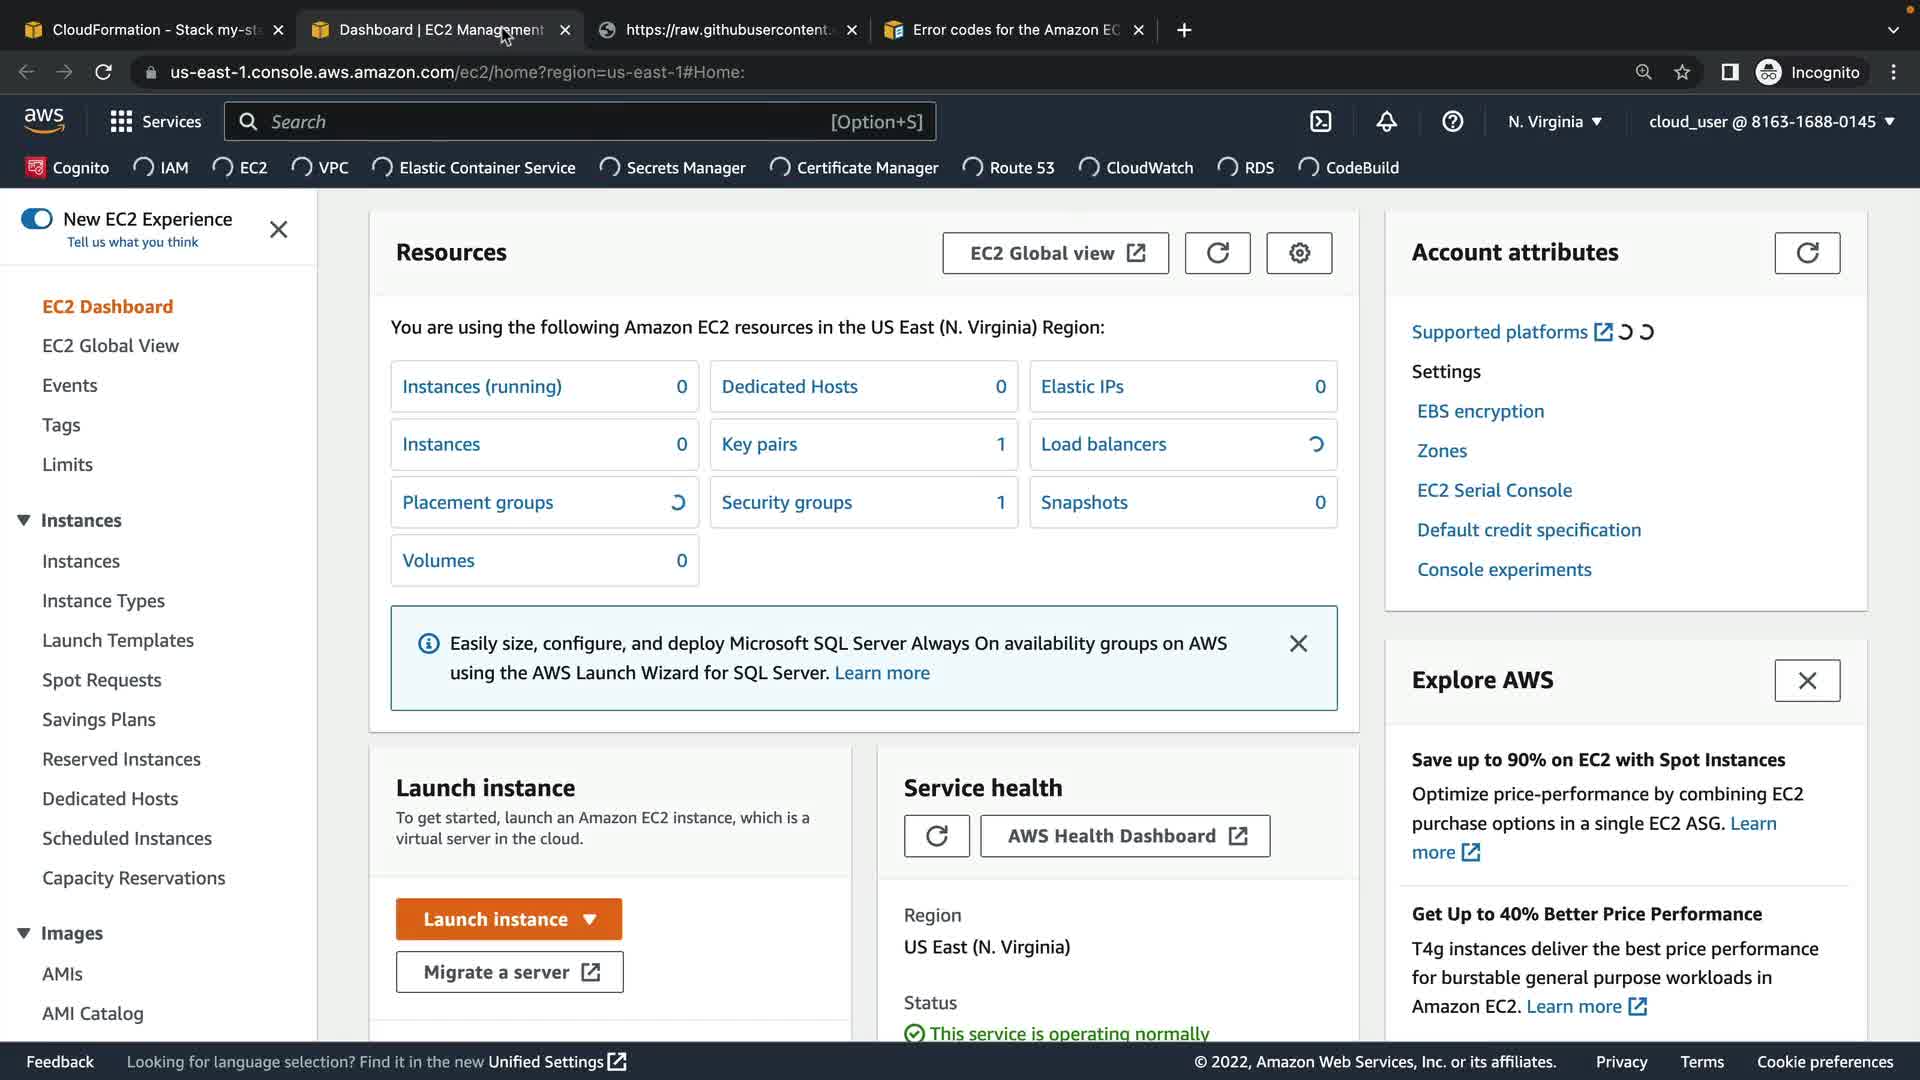 CloudFormation - Stack my-st
Dashboard | EC2 Management
https://raw.githubusercontent.
Error codes for the Amazon EC
us-east-1.console.aws.amazon.com/ec2/home?region=us-east-1#Home:
Incognito
aws
Services
Search
[Option+S]
N. Virginia
cloud_user @ 8163-1688-0145
Cognito
IAM
EC2
VPC
Elastic Container Service
Secrets Manager
Certificate Manager
Route 53
CloudWatch
RDS
CodeBuild
New EC2 Experience
Tell us what you think
EC2 Dashboard
EC2 Global View
Events
Tags
Limits
Instances
Instances
Instance Types
Launch Templates
Spot Requests
Savings Plans
Reserved Instances
Dedicated Hosts
Scheduled Instances
Capacity Reservations
Images
AMIs
AMI Catalog
Resources
EC2 Global view
You are using the following Amazon EC2 resources in the US East (N. Virginia) Region:
Instances (running) 0
Dedicated Hosts 0
Elastic IPs 0
Instances 0
Key pairs 1
Load balancers
Placement groups
Security groups 1
Snapshots 0
Volumes 0
Easily size, configure, and deploy Microsoft SQL Server Always On availability groups on AWS
using the AWS Launch Wizard for SQL Server. Learn more
Launch instance
To get started, launch an Amazon EC2 instance, which is a
virtual server in the cloud.
Launch instance
Migrate a server
Service health
AWS Health Dashboard
Region
US East (N. Virginia)
Status
This service is operating normally
Account attributes
Supported platforms
Settings
EBS encryption
Zones
EC2 Serial Console
Default credit specification
Console experiments
Explore AWS
Save up to 90% on EC2 with Spot Instances
Optimize price-performance by combining EC2
purchase options in a single EC2 ASG. Learn
more
Get Up to 40% Better Price Performance
T4g instances deliver the best price performance
for burstable general purpose workloads in
Amazon EC2. Learn more
Feedback
Looking for language selection? Find it in the new Unified Settings
© 2022, Amazon Web Services, Inc. or its affiliates.
Privacy
Terms
Cookie preferences